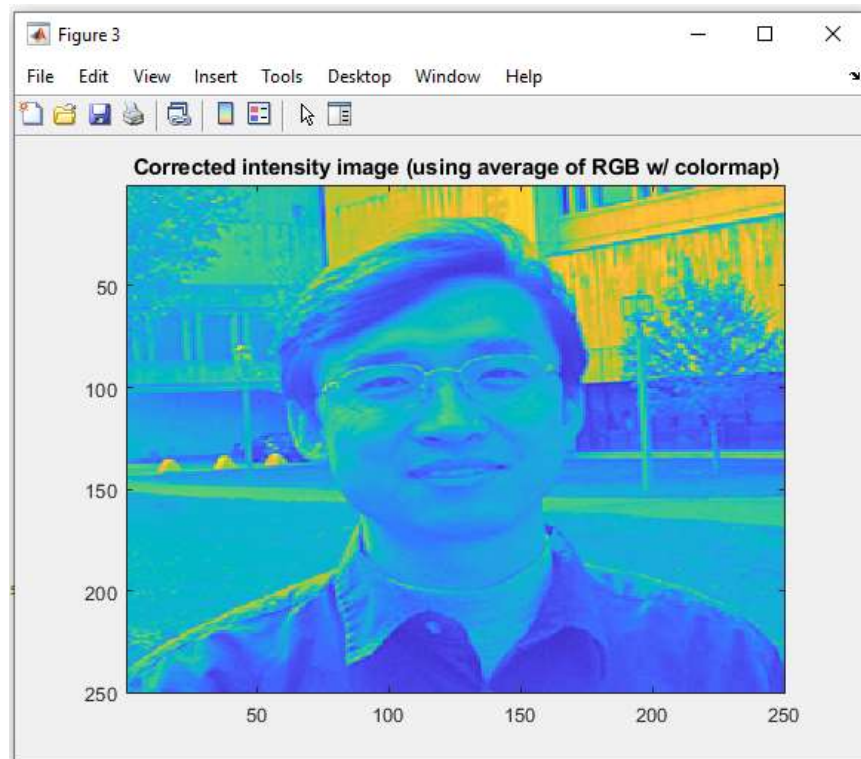 Figure 3
File Edit View Insert Tools Desktop Window Help
Corrected intensity image (using average of RGB w/ colormap)
50
100
150
200
250
50 100 150 200 250